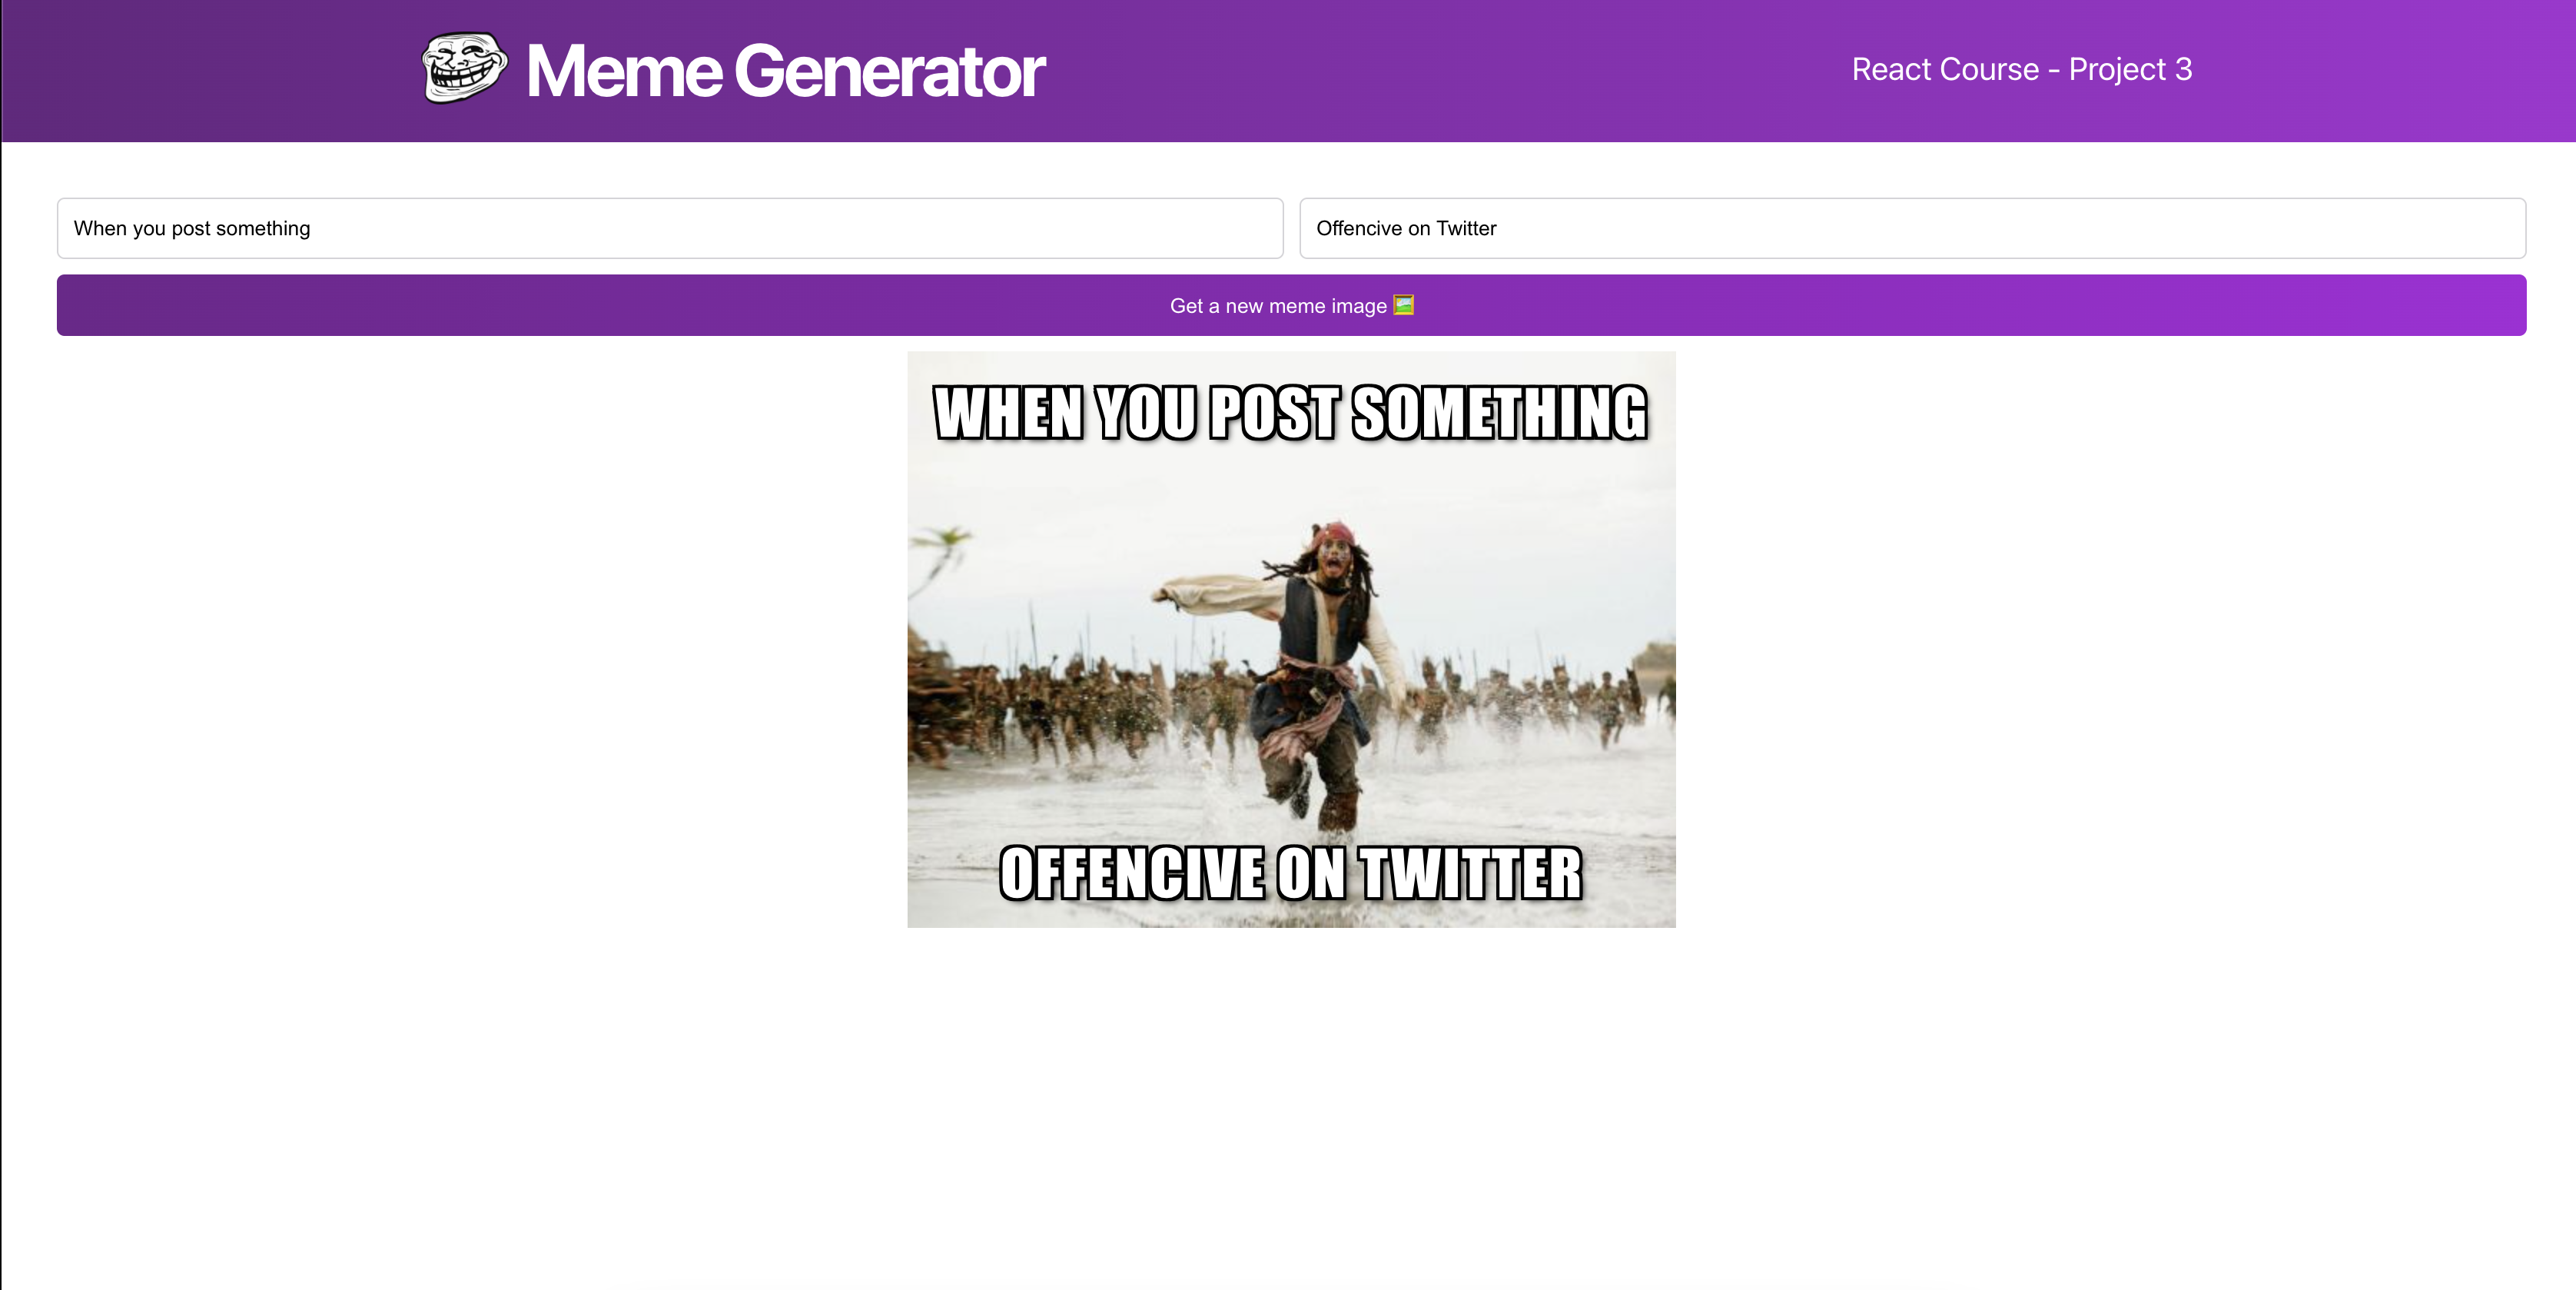 Meme Generator
React Course - Project 3
When you post something
Offencive on Twitter
Get a new meme image 🖼️
WHEN YOU POST SOMETHING
OFFENCIVE ON TWITTER